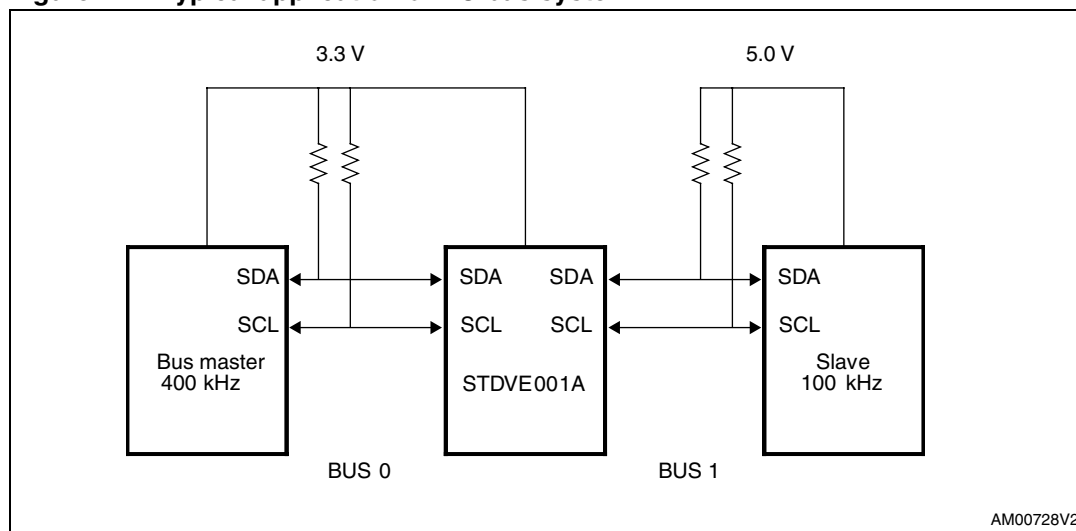 3.3 V
5.0 V
SDA
SCL
Bus master
400 kHz
SDA
SCL
SDA
SCL
STDVE001A
SDA
SCL
Slave
100 kHz
BUS 0
BUS 1
AM00728V2